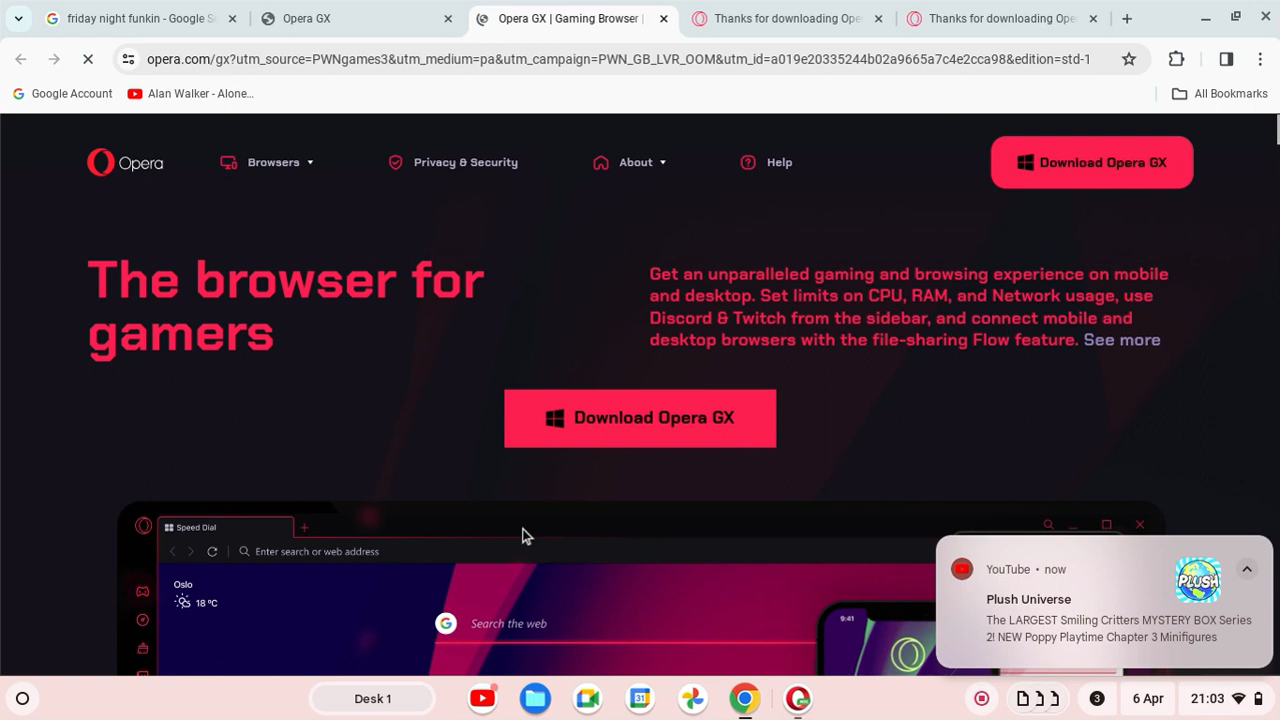 friday night funkin - Google S
Opera GX
Opera GX | Gaming Browser |
Thanks for downloading Ope
Thanks for downloading Ope
opera.com/gx?utm_source=PWNgames3&utm_medium=pa&utm_campaign=PWN_GB_LVR_OOM&utm_id=a019e20335244b02a9665a7c4e2cca98&edition=std-1
Google Account
Alan Walker - Alone...
All Bookmarks
Opera
Browsers
Privacy & Security
About
Help
Download Opera GX
The browser for
gamers
Get an unparalleled gaming and browsing experience on mobile
and desktop. Set limits on CPU, RAM, and Network usage, use
Discord & Twitch from the sidebar, and connect mobile and
desktop browsers with the file-sharing Flow feature. See more
Download Opera GX
Speed Dial
Enter search or web address
Oslo
18 °C
Search the web
9:41
YouTube • now
PLUSH
Plush Universe
The LARGEST Smiling Critters MYSTERY BOX Series
2! NEW Poppy Playtime Chapter 3 Minifigures
Desk 1
31
3
6 Apr
21:03